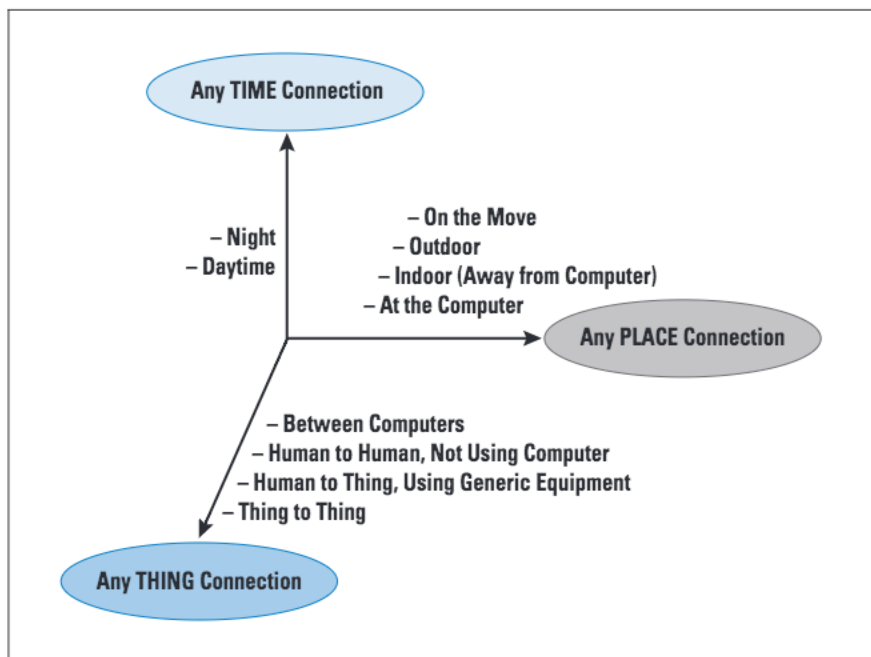 Any TIME Connection
– Night
– Daytime
– On the Move
– Outdoor
– Indoor (Away from Computer)
– At the Computer
Any PLACE Connection
– Between Computers
– Human to Human, Not Using Computer
– Human to Thing, Using Generic Equipment
– Thing to Thing
Any THING Connection